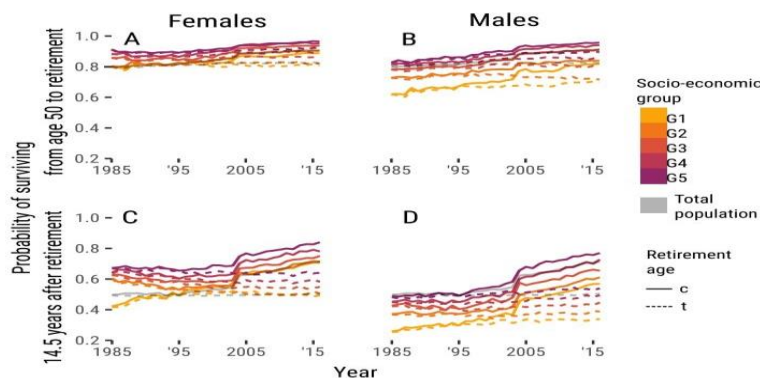 Females
Males
Probability of surviving
from age 50 to retirement
14.5 years after retirement
A
1.0
0.8
0.6
0.4
0.2
1985
'95
2005
'15
B
1985
'95
2005
'15
C
1.0
0.8
0.6
0.4
0.2
1985
'95
2005
'15
D
1985
'95
2005
'15
Year
Socio-economic
group
G1
G2
G3
G4
G5
Total
population
Retirement
age
c
t